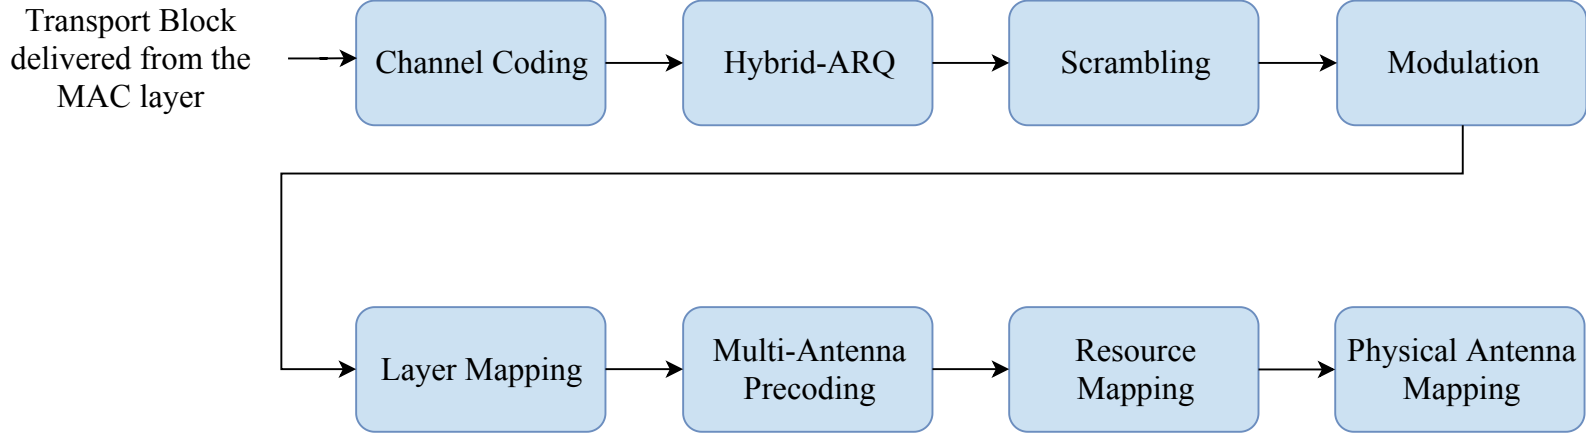 Transport Block
delivered from the
MAC layer
Channel Coding
Hybrid-ARQ
Scrambling
Modulation
Layer Mapping
Multi-Antenna
Precoding
Resource
Mapping
Physical Antenna
Mapping